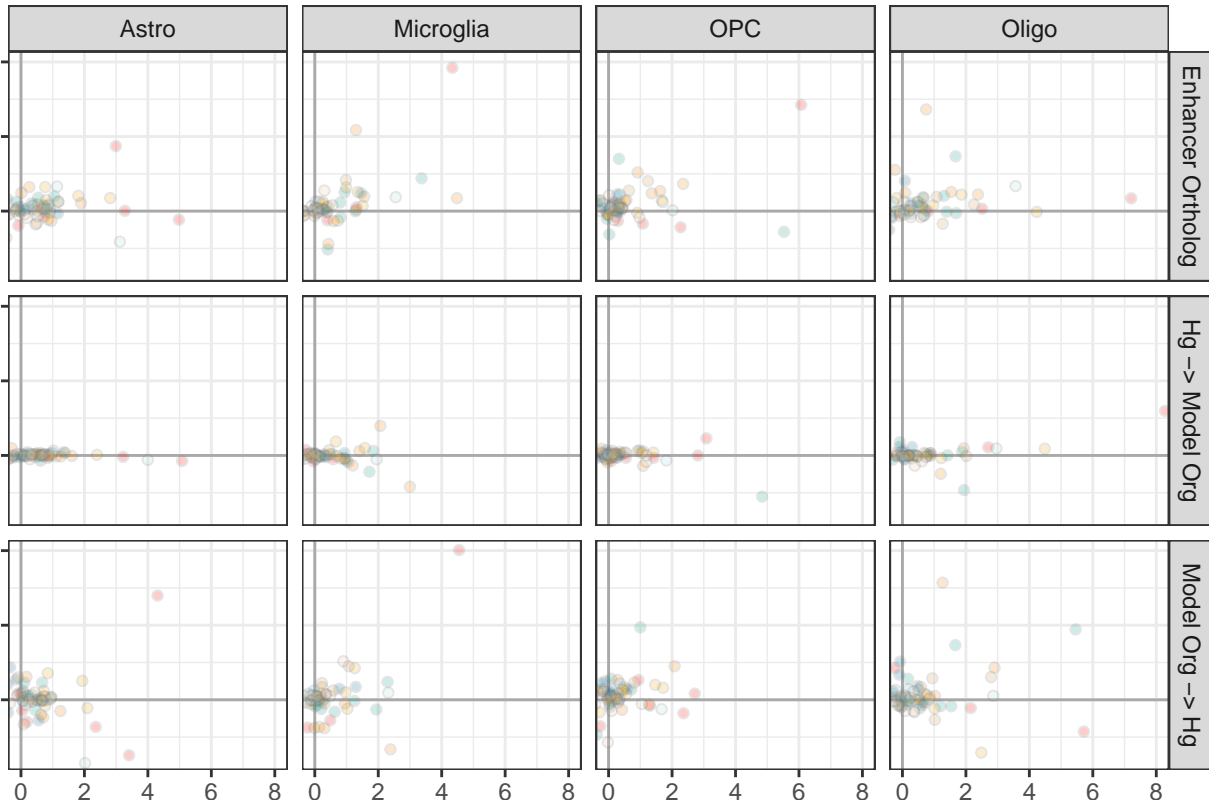 Astro Microglia OPC Oligo
Enhancer Ortholog
Hg −> Model Org
Model Org −> Hg
0 2 4 6 8 0 2 4 6 8 0 2 4 6 8 0 2 4 6 8